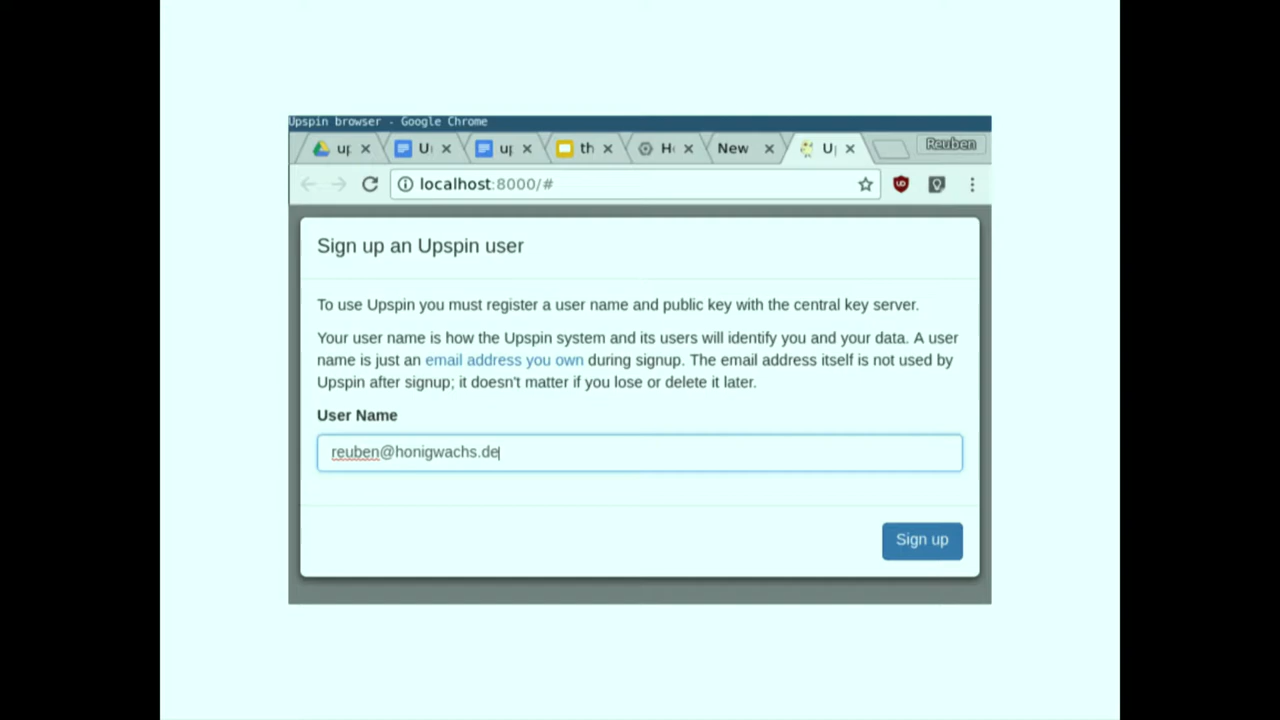 Upspin browser - Google Chrome
up U up th H New U Reuben
localhost:8000/#
Sign up an Upspin user
To use Upspin you must register a user name and public key with the central key server.
Your user name is how the Upspin system and its users will identify you and your data. A user
name is just an email address you own during signup. The email address itself is not used by
Upspin after signup; it doesn't matter if you lose or delete it later.
User Name
reuben@honigwachs.de
Sign up